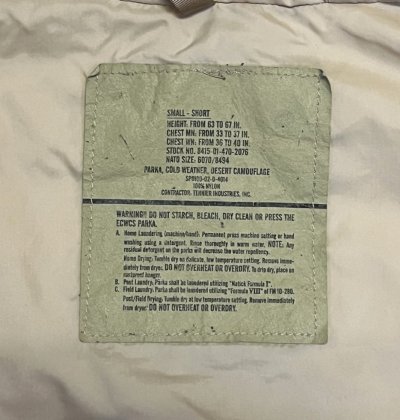 SMALL - SHORT
HEIGHT: FROM 63 TO 67 IN.
CHEST MN: FROM 33 TO 37 IN.
CHEST WN: FROM 36 TO 40 IN.
STOCK NO. 8415-01-470-2076
NATO SIZE: 6070/8494
PARKA, COLD WEATHER, DESERT CAMOUFLAGE
SP0100-02-D-4014
100% NYLON
CONTRACTOR: TENNIER INDUSTRIES, INC.
WARNING!! DO NOT STARCH, BLEACH, DRY CLEAN OR PRESS THE
ECWCS PARKA.
A. Home Laundering (machine/hand): Permanent press machine setting or hand
washing using a detergent. Rinse thoroughly in warm water. NOTE: Any
residual detergent on the parka will decrease the water repellency.
Home Drying: Tumble dry on delicate, low temperature setting. Remove imme-
diately from dryer. DO NOT OVERHEAT OR OVERDRY. To drip dry, place on
rustproof hanger.
B. Post Laundry: Parka shall be laundered utilizing "Natick Formula II".
C. Field Laundry: Parka shall be laundered utilizing "Formula VIII" of FM 10-280.
Post/Field Drying: Tumble dry at low temperature setting. Remove immediately
from dryer. DO NOT OVERHEAT OR OVERDRY.